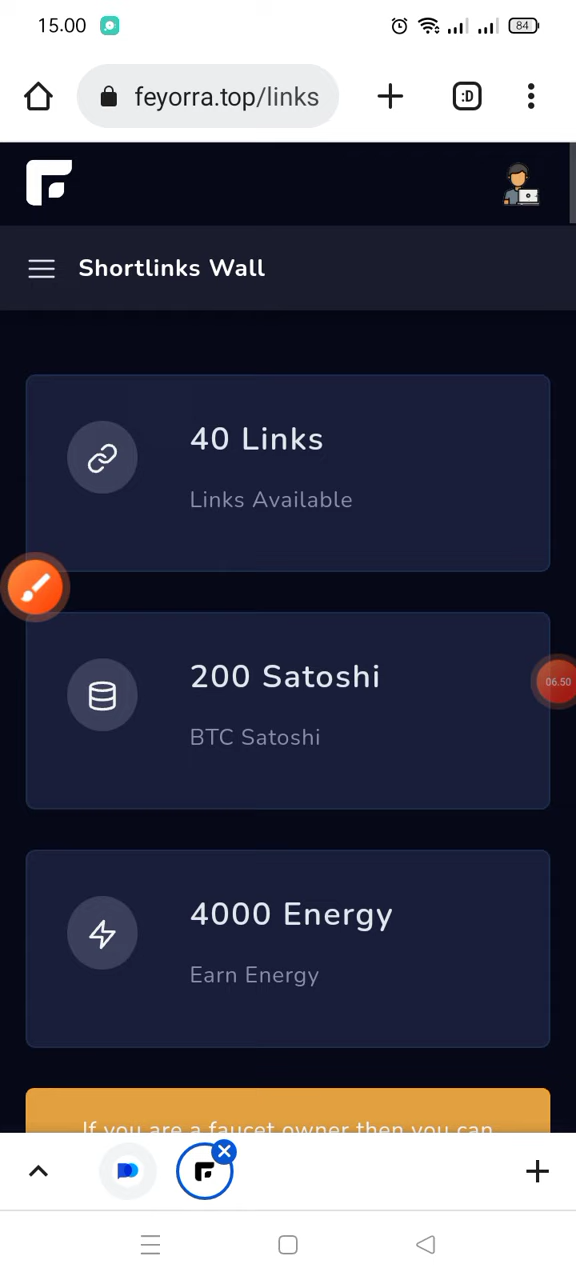 15.00
84
feyorra.top/links
:D
Shortlinks Wall
40 Links
Links Available
200 Satoshi
06.50
BTC Satoshi
4000 Energy
Earn Energy
If you are a faucet owner then you can